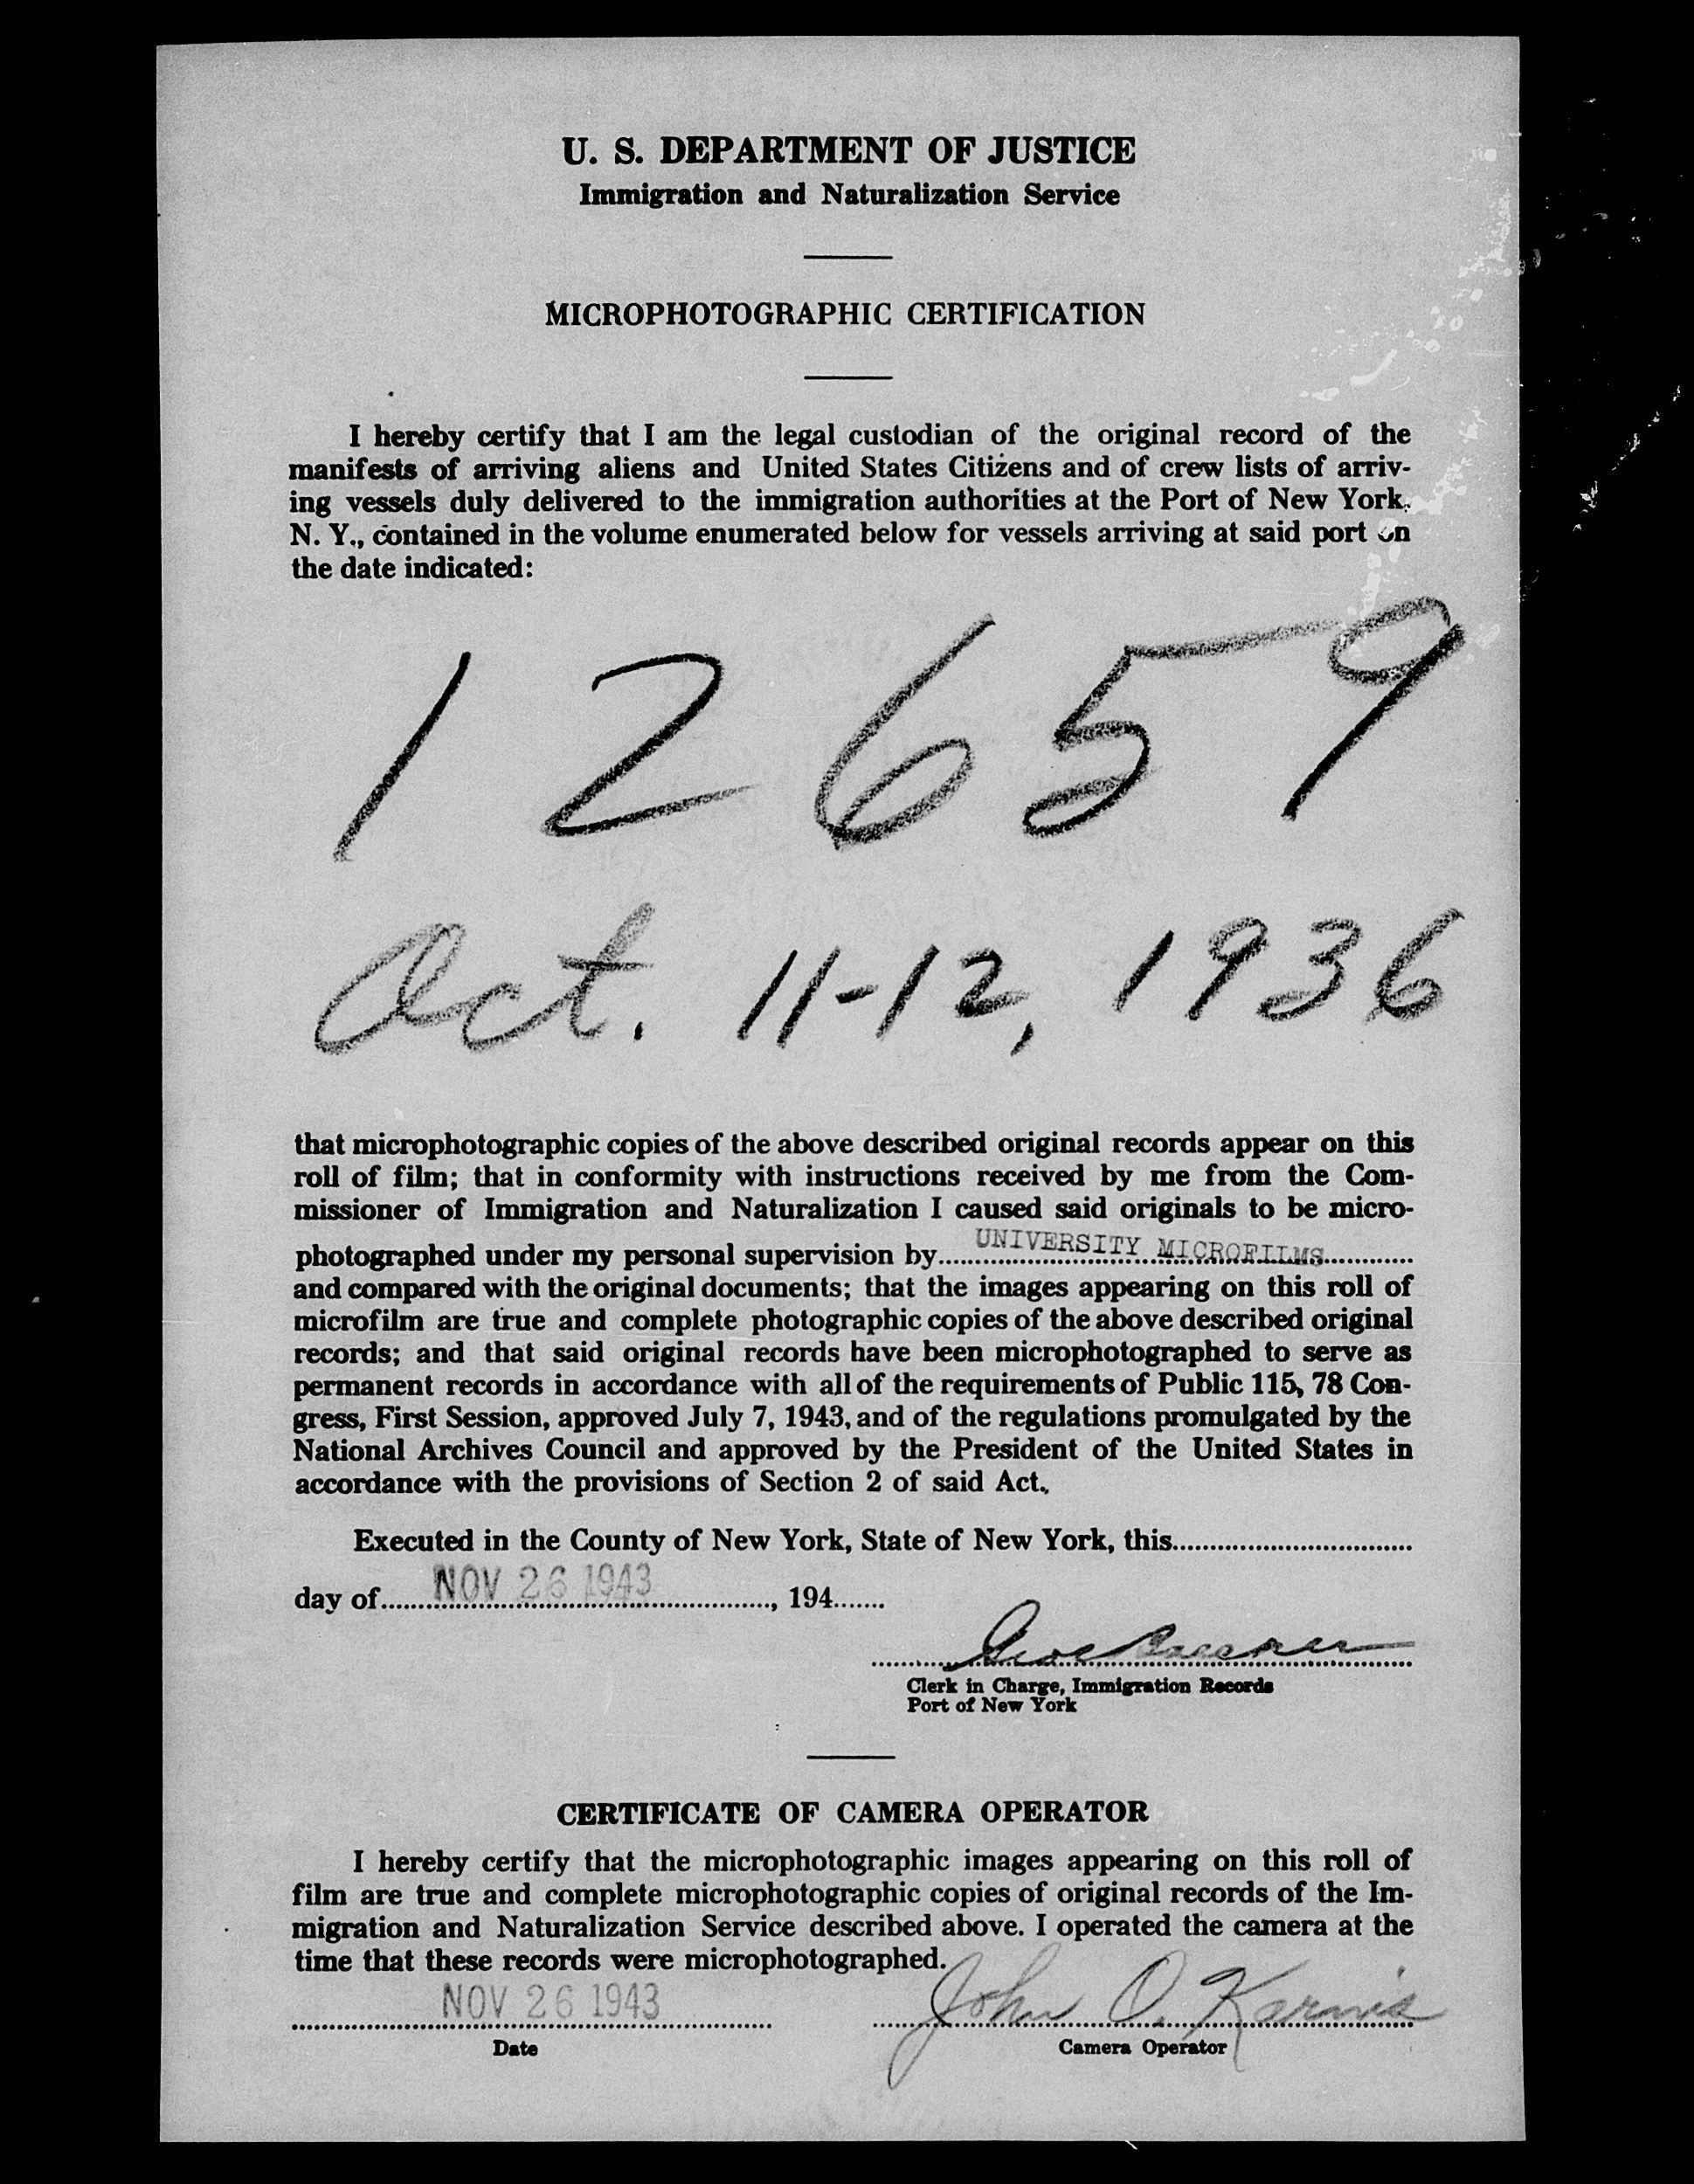 U. S. DEPARTMENT OF JUSTICE
Immigration and Naturalization Service
MICROPHOTOGRAPHIC CERTIFICATION
I hereby certify that I am the legal custodian of the original record of the
manifests of arriving aliens and United States Citizens and of crew lists of arriv-
ing vessels duly delivered to the immigration authorities at the Port of New York,
N. Y., contained in the volume enumerated below for vessels arriving at said port on
the date indicated:
12659
Oct. 11-12, 1936
that microphotographic copies of the above described original records appear on this
roll of film; that in conformity with instructions received by me from the Com-
missioner of Immigration and Naturalization I caused said originals to be micro-
photographed under my personal supervision by UNIVERSITY MICROFILMS
and compared with the original documents; that the images appearing on this roll of
microfilm are true and complete photographic copies of the above described original
records; and that said original records have been microphotographed to serve as
permanent records in accordance with all of the requirements of Public 115, 78 Con-
gress, First Session, approved July 7, 1943, and of the regulations promulgated by the
National Archives Council and approved by the President of the United States in
accordance with the provisions of Section 2 of said Act.
Executed in the County of New York, State of New York, this
day of NOV 26 1943, 194
Clerk in Charge, Immigration Records
Port of New York
CERTIFICATE OF CAMERA OPERATOR
I hereby certify that the microphotographic images appearing on this roll of
film are true and complete microphotographic copies of original records of the Im-
migration and Naturalization Service described above. I operated the camera at the
time that these records were microphotographed.
NOV 26 1943 John O. Karnis
Date Camera Operator